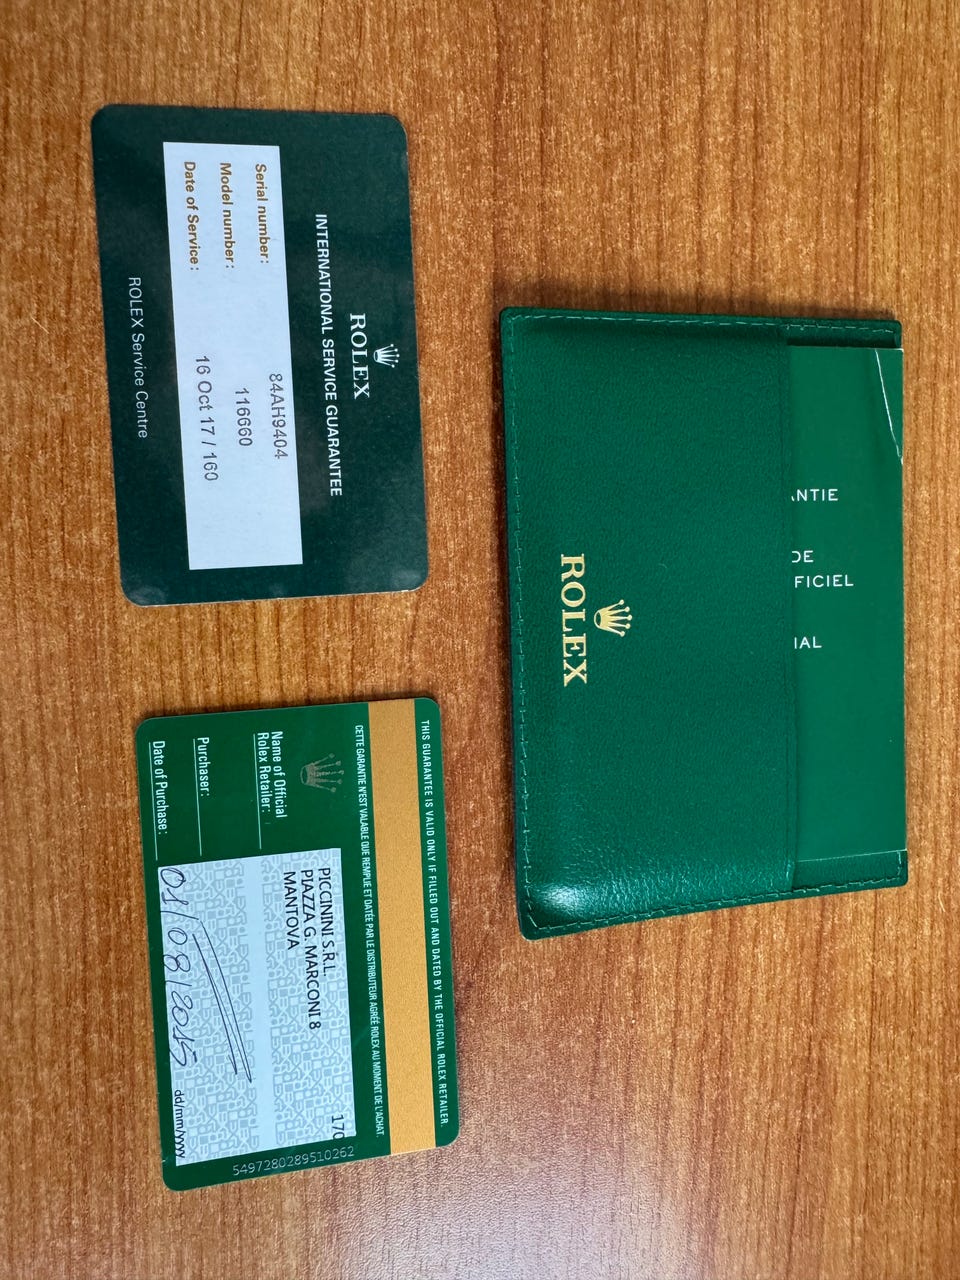 ROLEX
INTERNATIONAL SERVICE GUARANTEE
Serial number: 84AH9404
Model number: 116660
Date of Service: 16 Oct 17 / 160
ROLEX Service Centre
ANTIE
DE
FICIEL
IAL
ROLEX
THIS GUARANTEE IS VALID ONLY IF FILLED OUT AND DATED BY THE OFFICIAL ROLEX RETAILER.
CETTE GARANTIE N'EST VALABLE QUE REMPLIE ET DATÉE PAR LE DISTRIBUTEUR AGRÉÉ ROLEX AU MOMENT DE L'ACHAT.
170
Name of Official
Rolex Retailer:
PICCININI S.R.L.
PIAZZA G. MARCONI 8
MANTOVA
Purchaser:
Date of Purchase: 01/08/2015 dd/mm/yyyy
5497280289510262